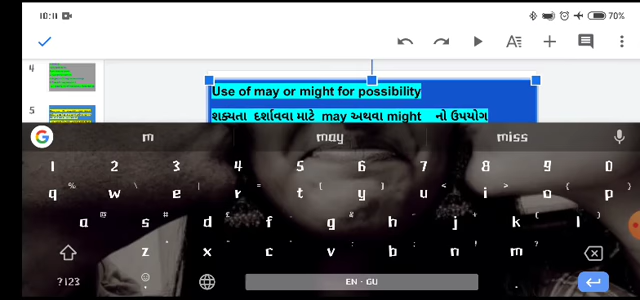 10:11
70%
4
Use of may or might for possibility
5
શક્યતા દર્શાવવા માટે may અથવા might નો ઉપયોગ
G m may miss
1 2 3 4 5 6 7 8 9 0
q w e r t y u i o p
a s d f g h j k l
z x c v b n m
?123 EN · GU .